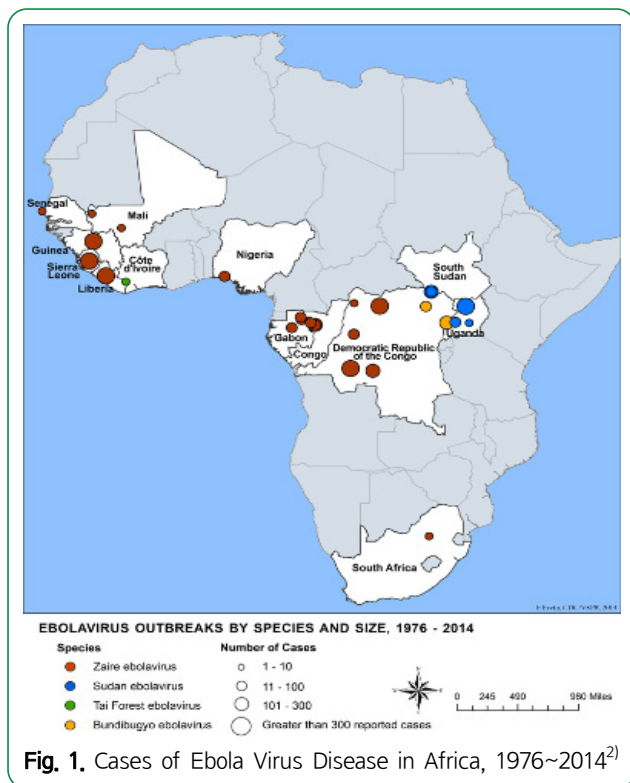 Senegal
Mali
Guinea
Sierra
Leone
Côte
d'Ivoire
Liberia
Nigeria
South
Sudan
Uganda
Gabon
Congo
Democratic Republic
of the Congo
South Africa
EBOLAVIRUS OUTBREAKS BY SPECIES AND SIZE, 1976 - 2014
Species
Zaire ebolavirus
Sudan ebolavirus
Tai Forest ebolavirus
Bundibugyo ebolavirus
Number of Cases
1 - 10
11 - 100
101 - 300
Greater than 300 reported cases
0 245 490 980 Miles
Fig. 1. Cases of Ebola Virus Disease in Africa, 1976~2014²⁾